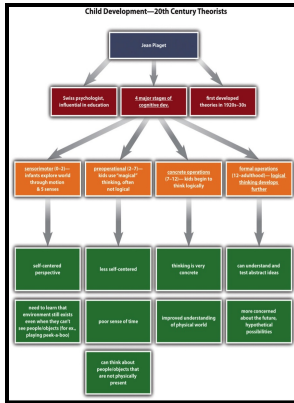 Child Development—20th Century Theorists
Jean Piaget
Swiss psychologist,
influential in education
4 major stages of
cognitive dev.
first developed
theories in 1920s–30s
sensorimotor (0–2)—
infants explore world
through motion
& 5 senses
preoperational (2–7)—
kids use "magical"
thinking, often
not logical
concrete operations
(7–12)—kids begin to
think logically
formal operations
(12–adulthood)—logical
thinking develops
further
self-centered
perspective
less self-centered
thinking is very
concrete
can understand and
test abstract ideas
need to learn that
environment still exists
even when they can't
see people/objects (for ex.,
playing peek-a-boo)
poor sense of time
improved understanding
of physical world
more concerned
about the future,
hypothetical
possibilities
can think about
people/objects that
are not physically
present